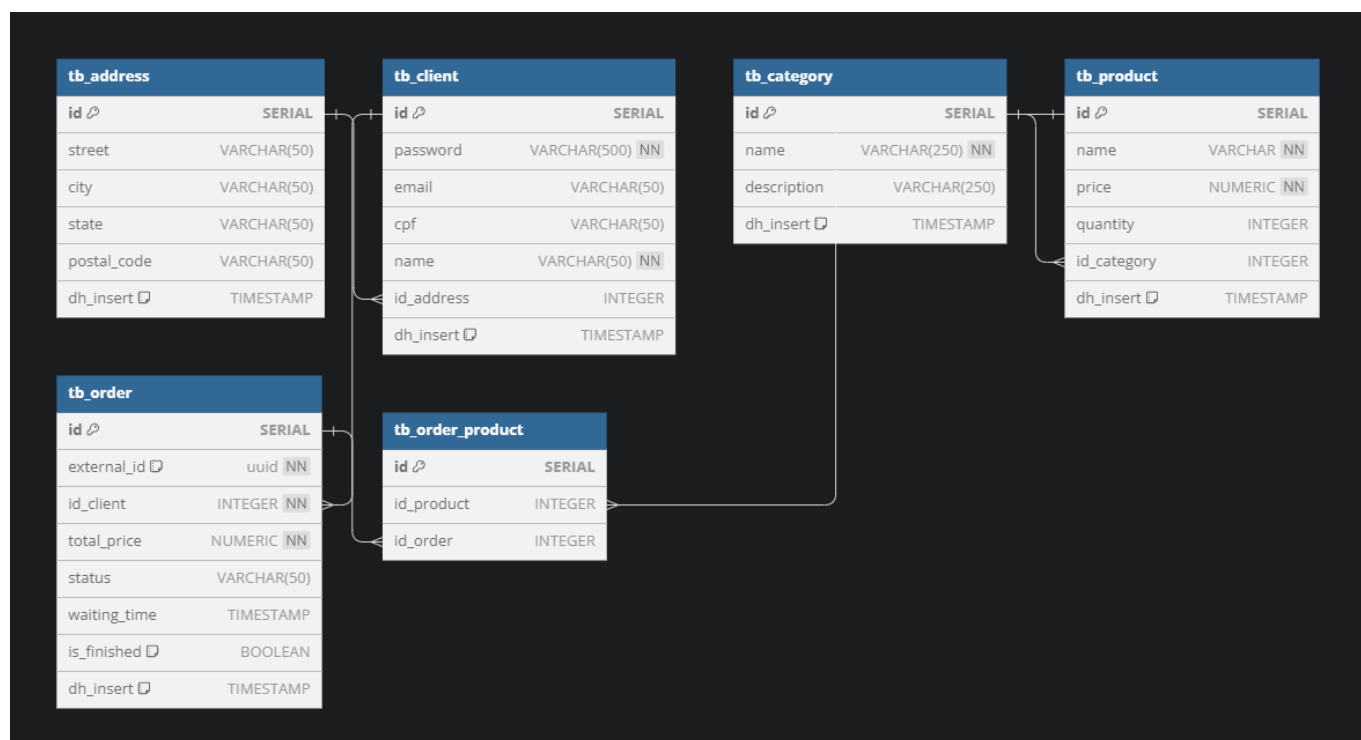 tb_address
id SERIAL
street VARCHAR(50)
city VARCHAR(50)
state VARCHAR(50)
postal_code VARCHAR(50)
dh_insert TIMESTAMP
tb_client
id SERIAL
password VARCHAR(500) NN
email VARCHAR(50)
cpf VARCHAR(50)
name VARCHAR(50) NN
id_address INTEGER
dh_insert TIMESTAMP
tb_category
id SERIAL
name VARCHAR(250) NN
description VARCHAR(250)
dh_insert TIMESTAMP
tb_product
id SERIAL
name VARCHAR NN
price NUMERIC NN
quantity INTEGER
id_category INTEGER
dh_insert TIMESTAMP
tb_order
id SERIAL
external_id uuid NN
id_client INTEGER NN
total_price NUMERIC NN
status VARCHAR(50)
waiting_time TIMESTAMP
is_finished BOOLEAN
dh_insert TIMESTAMP
tb_order_product
id SERIAL
id_product INTEGER
id_order INTEGER